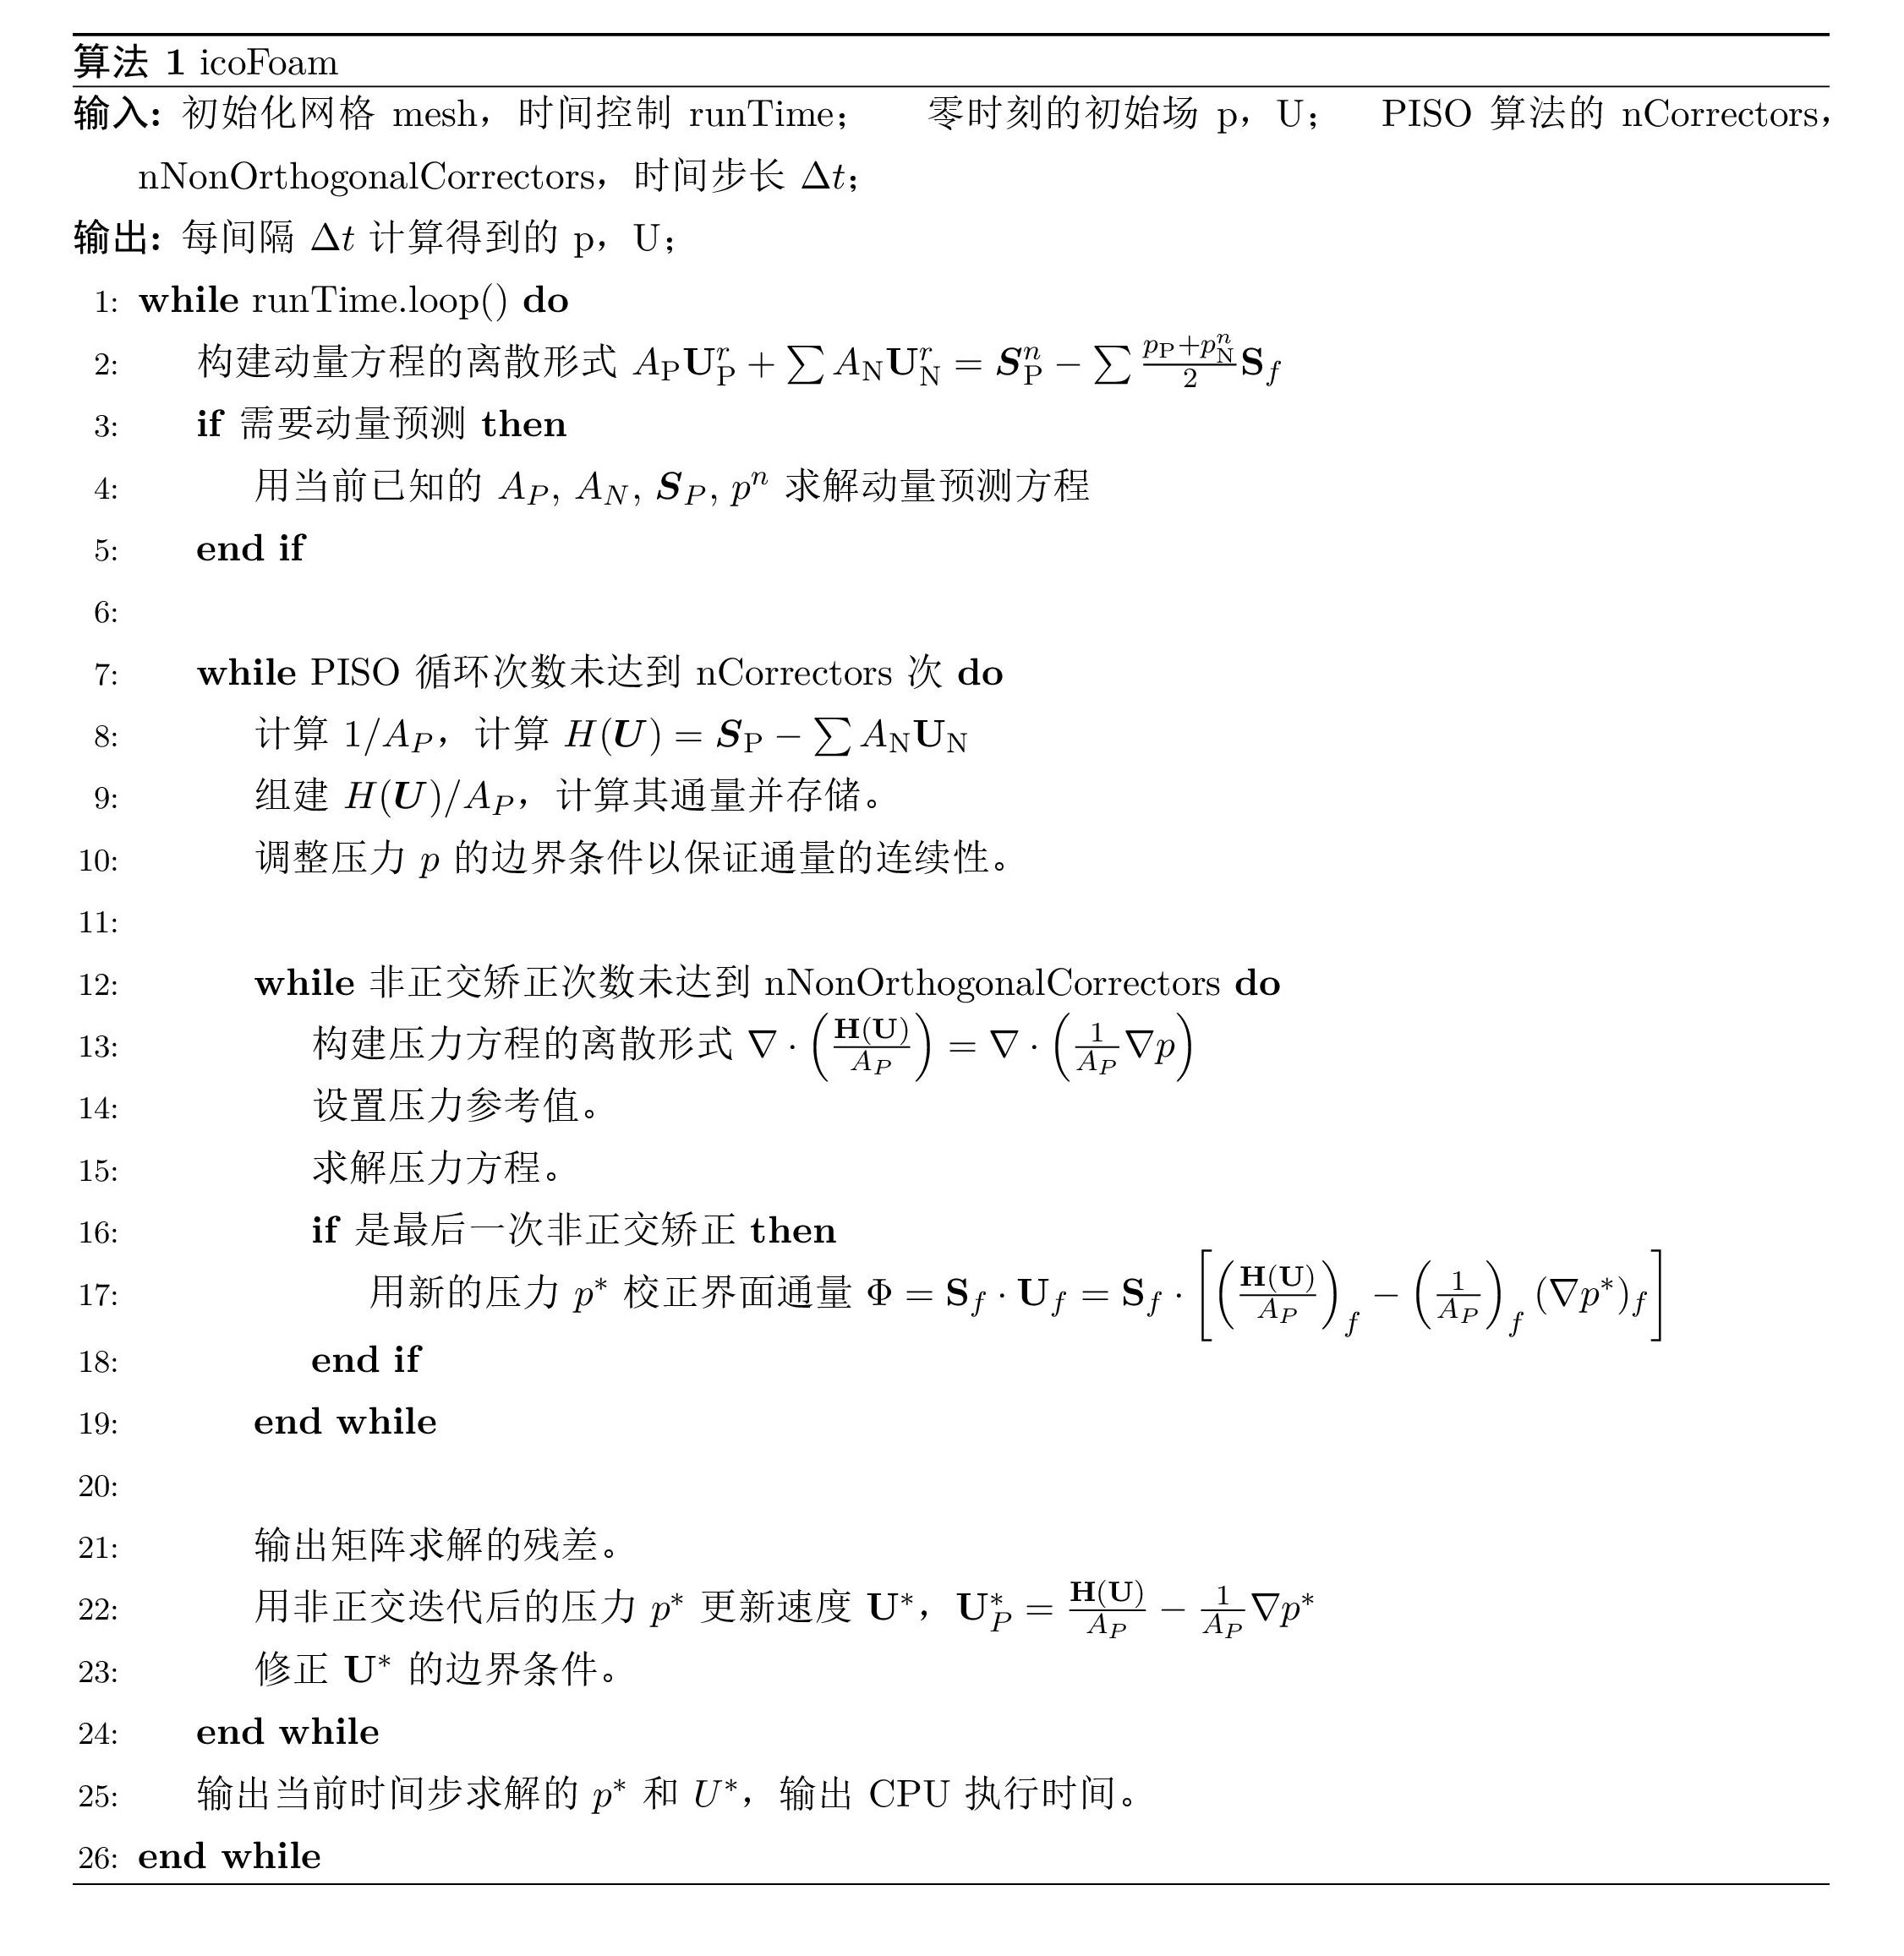 算法 1 icoFoam
输入: 初始化网格 mesh，时间控制 runTime； 零时刻的初始场 p，U； PISO 算法的 nCorrectors，
nNonOrthogonalCorrectors，时间步长 Δt；
输出: 每间隔 Δt 计算得到的 p，U；
1: while runTime.loop() do
2: 构建动量方程的离散形式 $A_{\mathrm{P}}\mathbf{U}_{\mathrm{P}}^{r} + \sum A_{\mathrm{N}}\mathbf{U}_{\mathrm{N}}^{r} = \boldsymbol{S}_{\mathrm{P}}^{n} - \sum \frac{p_{\mathrm{P}}+p_{\mathrm{N}}^{n}}{2}\mathbf{S}_f$
3: if 需要动量预测 then
4: 用当前已知的 $A_P$, $A_N$, $\boldsymbol{S}_P$, $p^n$ 求解动量预测方程
5: end if
6:
7: while PISO 循环次数未达到 nCorrectors 次 do
8: 计算 $1/A_P$，计算 $H(\boldsymbol{U}) = \boldsymbol{S}_{\mathrm{P}} - \sum A_{\mathrm{N}}\mathbf{U}_{\mathrm{N}}$
9: 组建 $H(\boldsymbol{U})/A_P$，计算其通量并存储。
10: 调整压力 $p$ 的边界条件以保证通量的连续性。
11:
12: while 非正交矫正次数未达到 nNonOrthogonalCorrectors do
13: 构建压力方程的离散形式 $\nabla \cdot \left(\frac{\mathbf{H}(\mathbf{U})}{A_P}\right) = \nabla \cdot \left(\frac{1}{A_P}\nabla p\right)$
14: 设置压力参考值。
15: 求解压力方程。
16: if 是最后一次非正交矫正 then
17: 用新的压力 $p^*$ 校正界面通量 $\Phi = \mathbf{S}_f \cdot \mathbf{U}_f = \mathbf{S}_f \cdot \left[\left(\frac{\mathbf{H}(\mathbf{U})}{A_P}\right)_f - \left(\frac{1}{A_P}\right)_f (\nabla p^*)_f\right]$
18: end if
19: end while
20:
21: 输出矩阵求解的残差。
22: 用非正交迭代后的压力 $p^*$ 更新速度 $\mathbf{U}^*$，$\mathbf{U}_P^* = \frac{\mathbf{H}(\mathbf{U})}{A_P} - \frac{1}{A_P}\nabla p^*$
23: 修正 $\mathbf{U}^*$ 的边界条件。
24: end while
25: 输出当前时间步求解的 $p^*$ 和 $U^*$，输出 CPU 执行时间。
26: end while